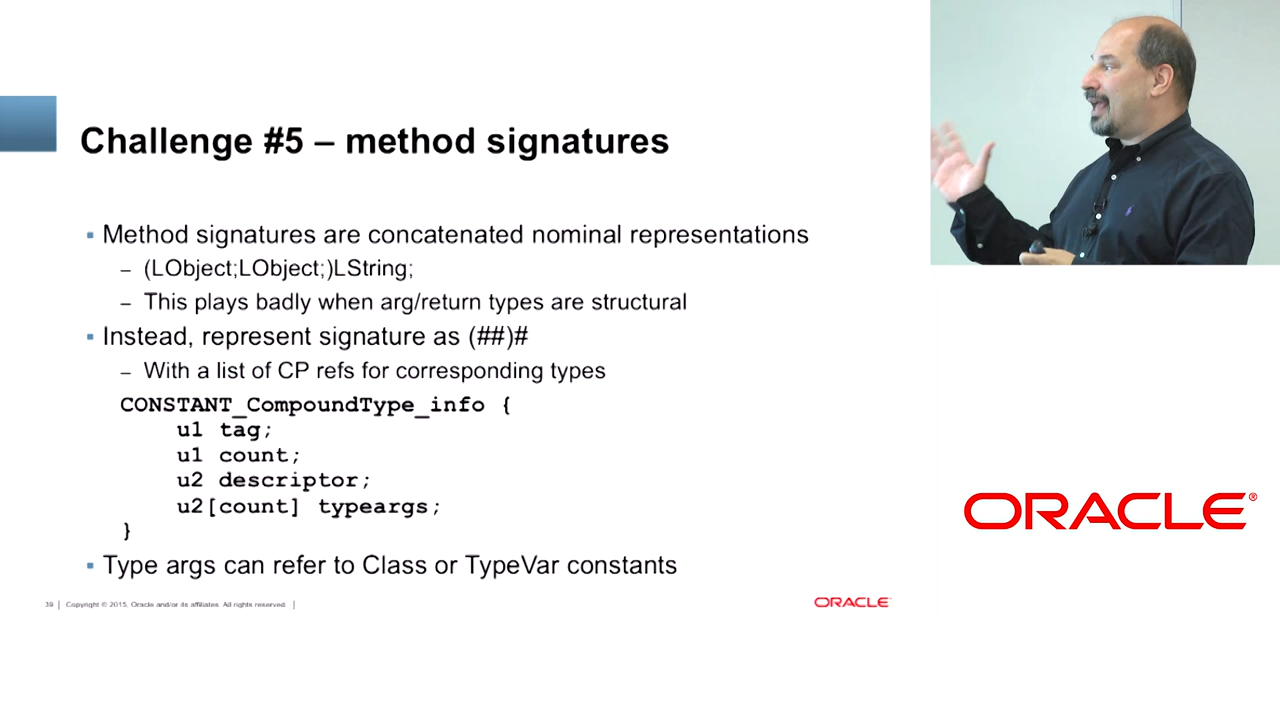 Challenge #5 – method signatures
▪ Method signatures are concatenated nominal representations
– (LObject;LObject;)LString;
– This plays badly when arg/return types are structural
▪ Instead, represent signature as (##)#
– With a list of CP refs for corresponding types
CONSTANT_CompoundType_info {
u1 tag;
u1 count;
u2 descriptor;
u2[count] typeargs;
}
▪ Type args can refer to Class or TypeVar constants
39 | Copyright © 2015, Oracle and/or its affiliates. All rights reserved. |
ORACLE
ORACLE®